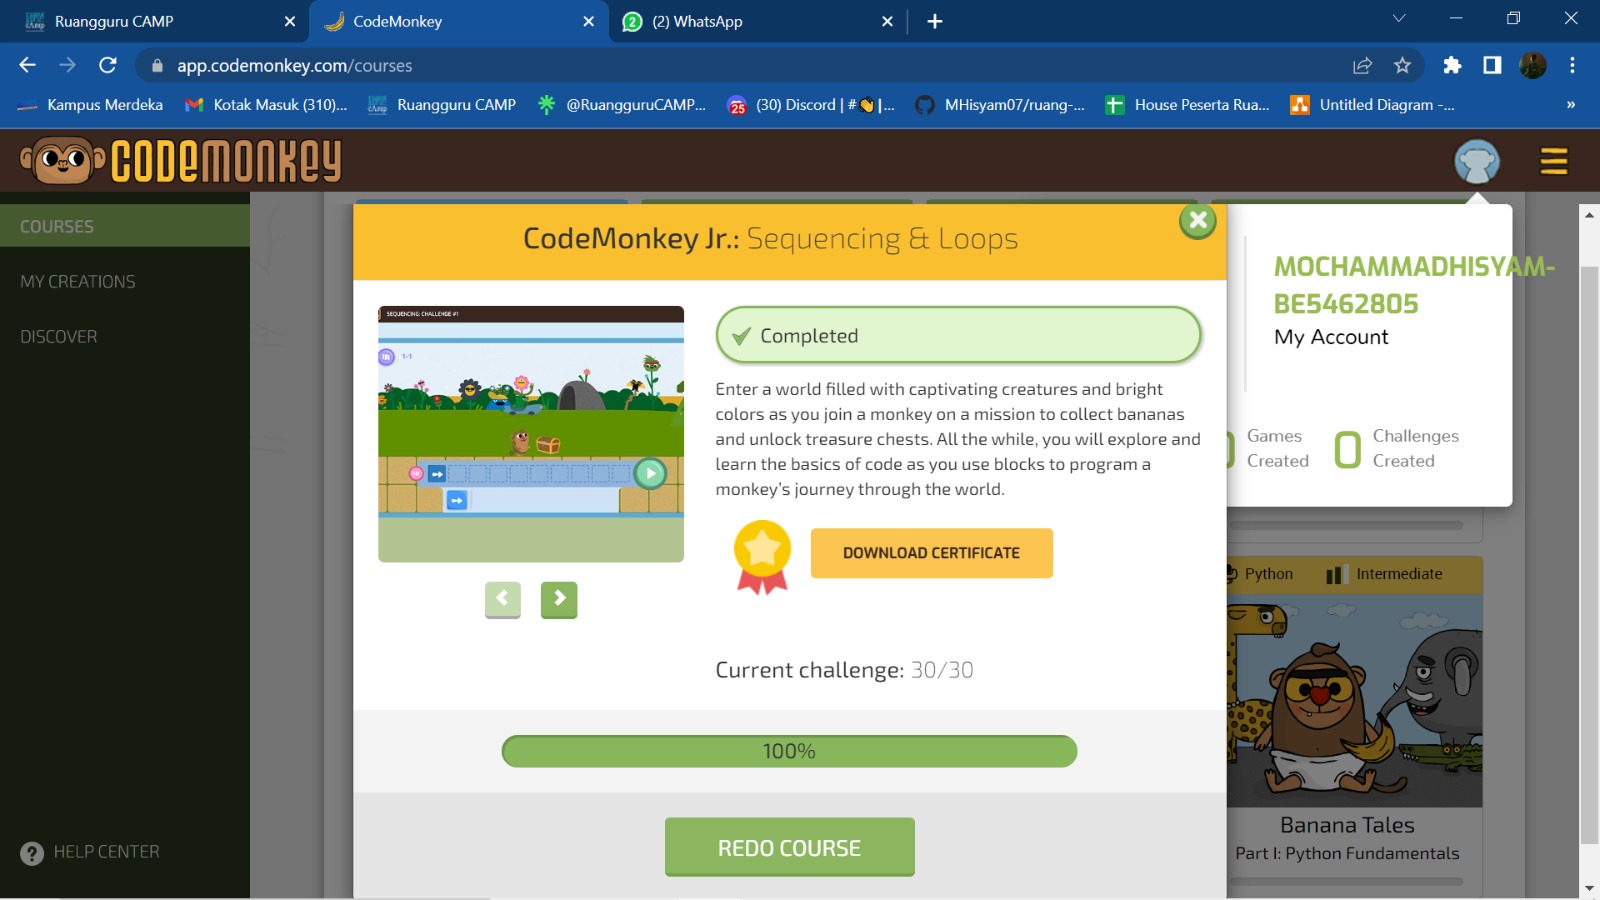 Ruangguru CAMP
CodeMonkey
(2) WhatsApp
app.codemonkey.com/courses
Kampus Merdeka
Kotak Masuk (310)...
Ruangguru CAMP
@RuangguruCAMP...
25
(30) Discord | #👋|...
MHisyam07/ruang-...
House Peserta Rua...
Untitled Diagram -...
»
CODEMONKEY
COURSES
MY CREATIONS
DISCOVER
HELP CENTER
CodeMonkey Jr.: Sequencing & Loops
SEQUENCING: CHALLENGE #1
1-1
Completed
Enter a world filled with captivating creatures and bright
colors as you join a monkey on a mission to collect bananas
and unlock treasure chests. All the while, you will explore and
learn the basics of code as you use blocks to program a
monkey's journey through the world.
DOWNLOAD CERTIFICATE
Current challenge: 30/30
100%
REDO COURSE
MOCHAMMADHISYAM-
BE5462805
My Account
Games
Created
0 Challenges
Created
Python Intermediate
Banana Tales
Part I: Python Fundamentals